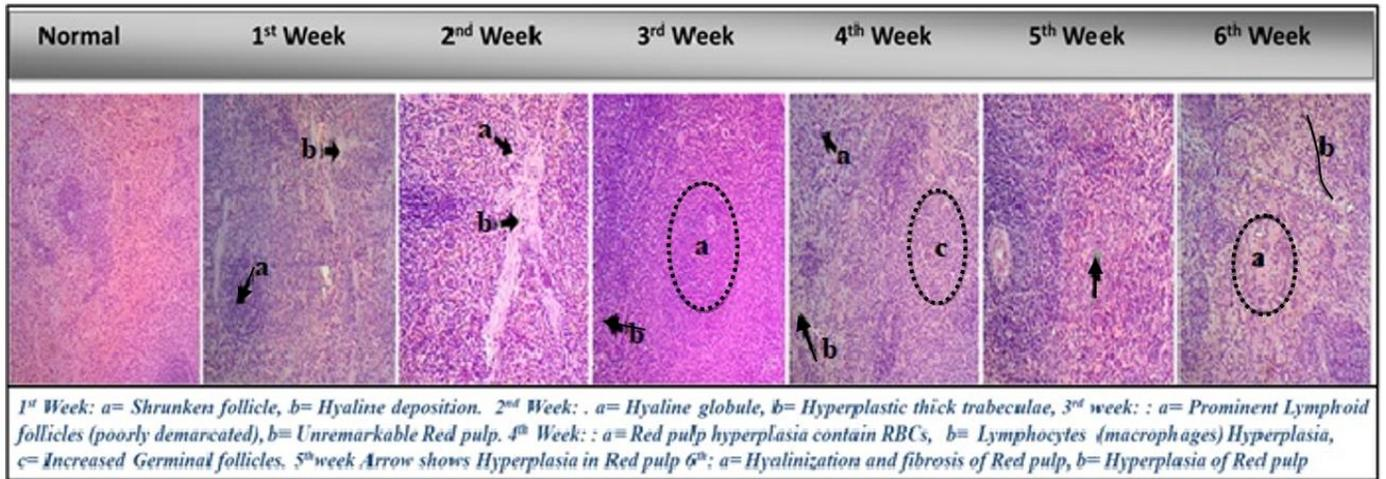 Normal
1st Week
2nd Week
3rd Week
4th Week
5th Week
6th Week
b
a
a
b
a
b
a
c
b
b
a
1st Week: a= Shrunken follicle, b= Hyaline deposition. 2nd Week: . a= Hyaline globule, b= Hyperplastic thick trabeculae, 3rd week: : a= Prominent Lymphoid
follicles (poorly demarcated), b= Unremarkable Red pulp. 4th Week: : a= Red pulp hyperplasia contain RBCs, b= Lymphocytes (macrophages) Hyperplasia,
c= Increased Germinal follicles. 5thweek Arrow shows Hyperplasia in Red pulp 6th: a= Hyalinization and fibrosis of Red pulp, b= Hyperplasia of Red pulp